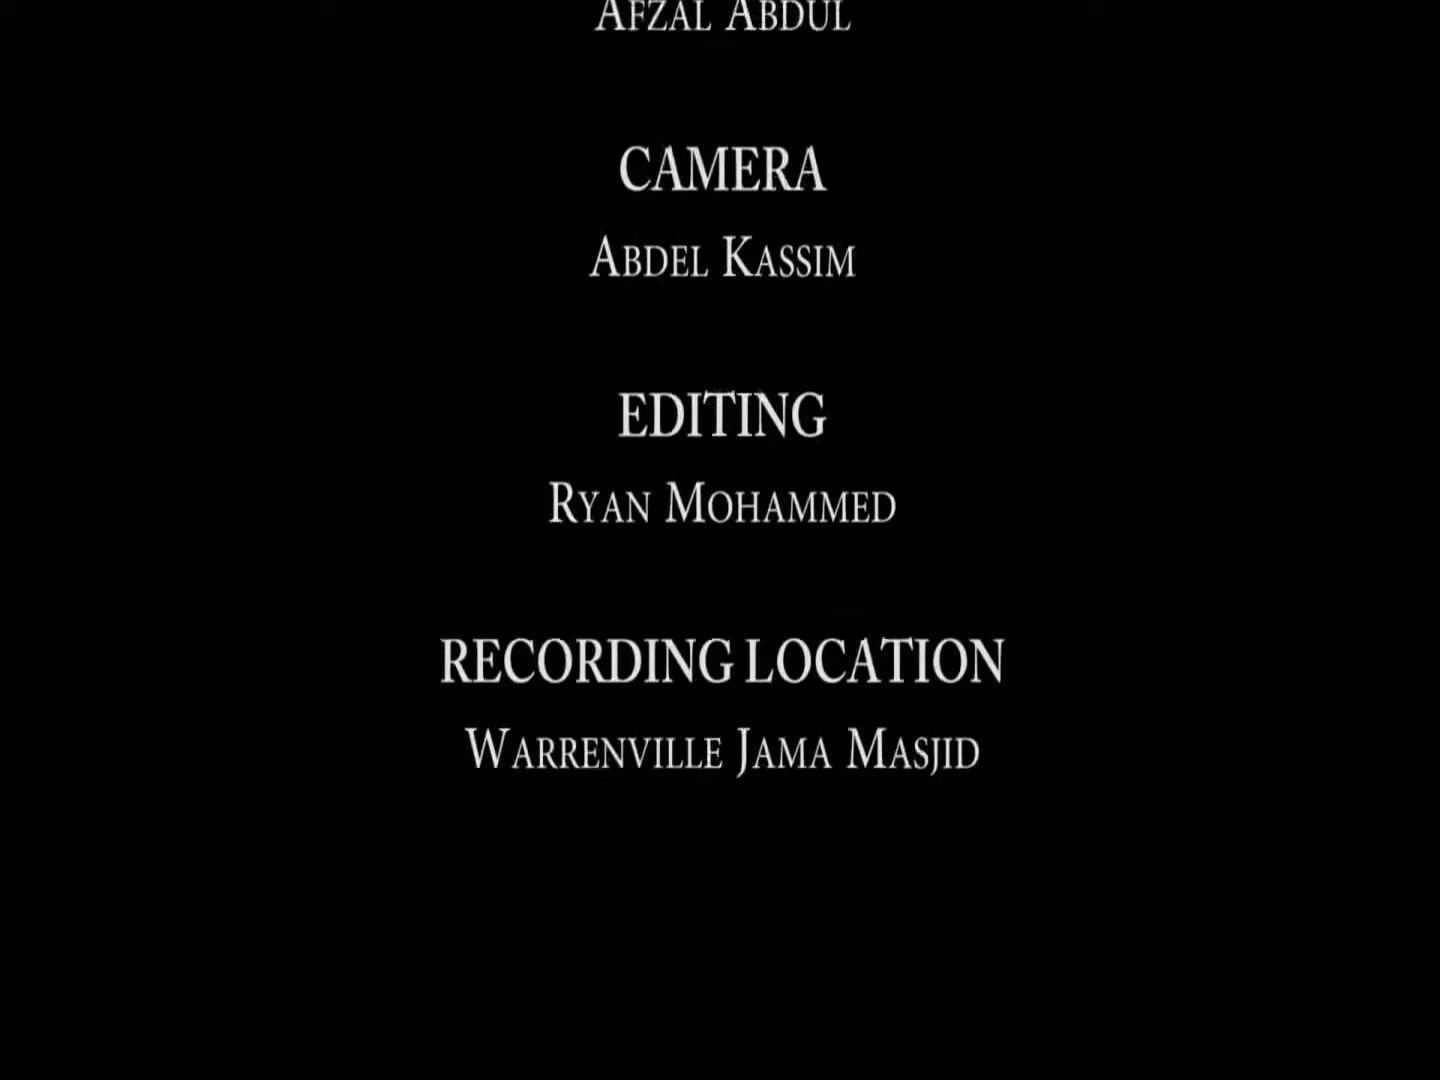 Afzal Abdul
CAMERA
Abdel Kassim
EDITING
Ryan Mohammed
RECORDING LOCATION
Warrenville Jama Masjid